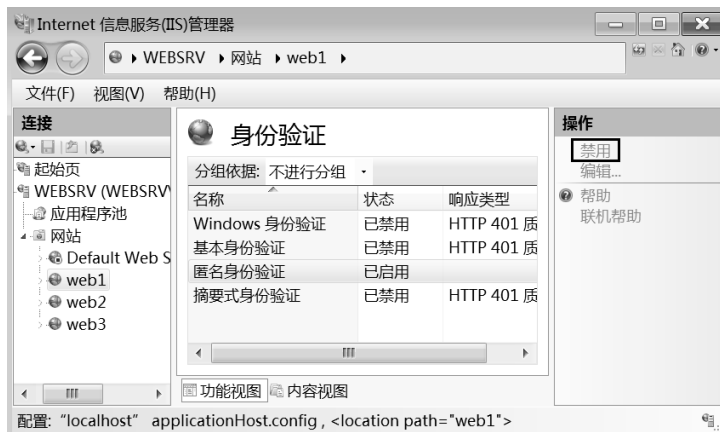 Internet 信息服务(IIS)管理器
WEBSRV 网站 web1
文件(F) 视图(V) 帮助(H)
连接
起始页
WEBSRV (WEBSRV
应用程序池
网站
Default Web S
web1
web2
web3
身份验证
分组依据: 不进行分组
名称 状态 响应类型
Windows 身份验证 已禁用 HTTP 401 质
基本身份验证 已禁用 HTTP 401 质
匿名身份验证 已启用
摘要式身份验证 已禁用 HTTP 401 质
功能视图 内容视图
操作
禁用
编辑...
帮助
联机帮助
配置: "localhost" applicationHost.config , <location path="web1">